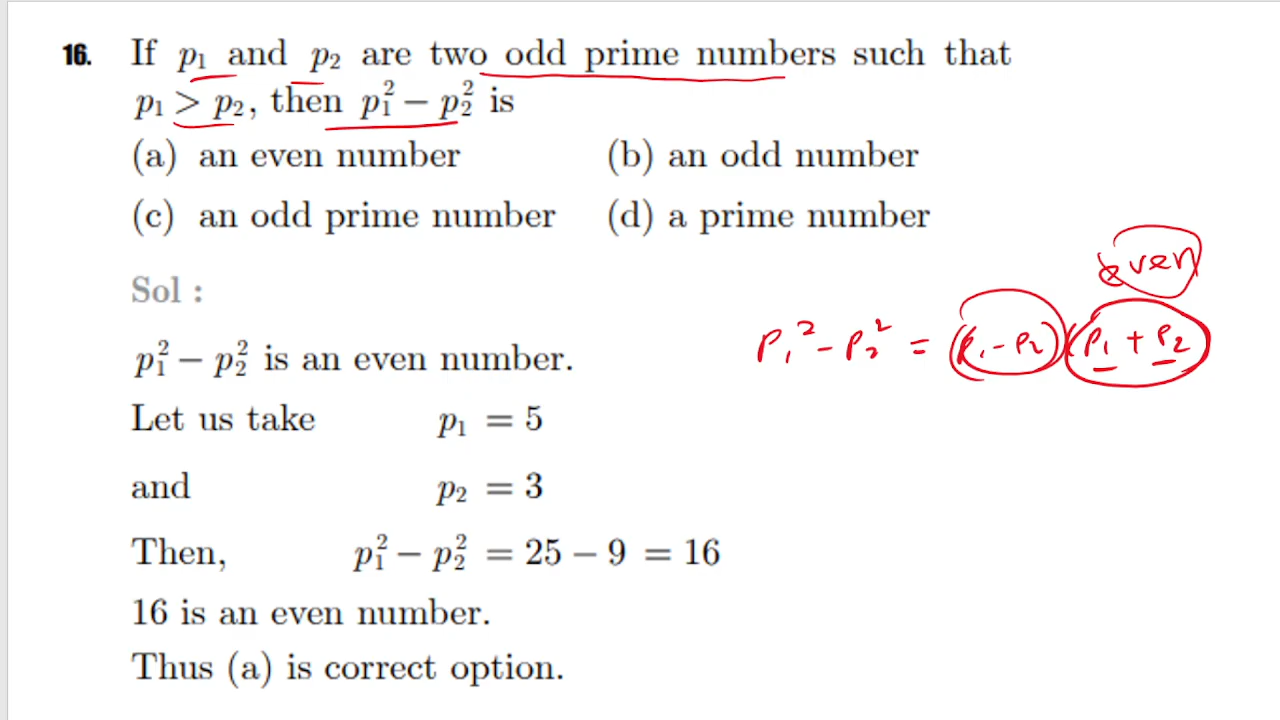 16. If p₁ and p₂ are two odd prime numbers such that
p₁ > p₂, then p₁² − p₂² is
(a) an even number (b) an odd number
(c) an odd prime number (d) a prime number
even
Sol :
p₁² − p₂² = (p₁ − p₂)(p₁ + p₂)
p₁² − p₂² is an even number.
Let us take p₁ = 5
and p₂ = 3
Then, p₁² − p₂² = 25 − 9 = 16
16 is an even number.
Thus (a) is correct option.